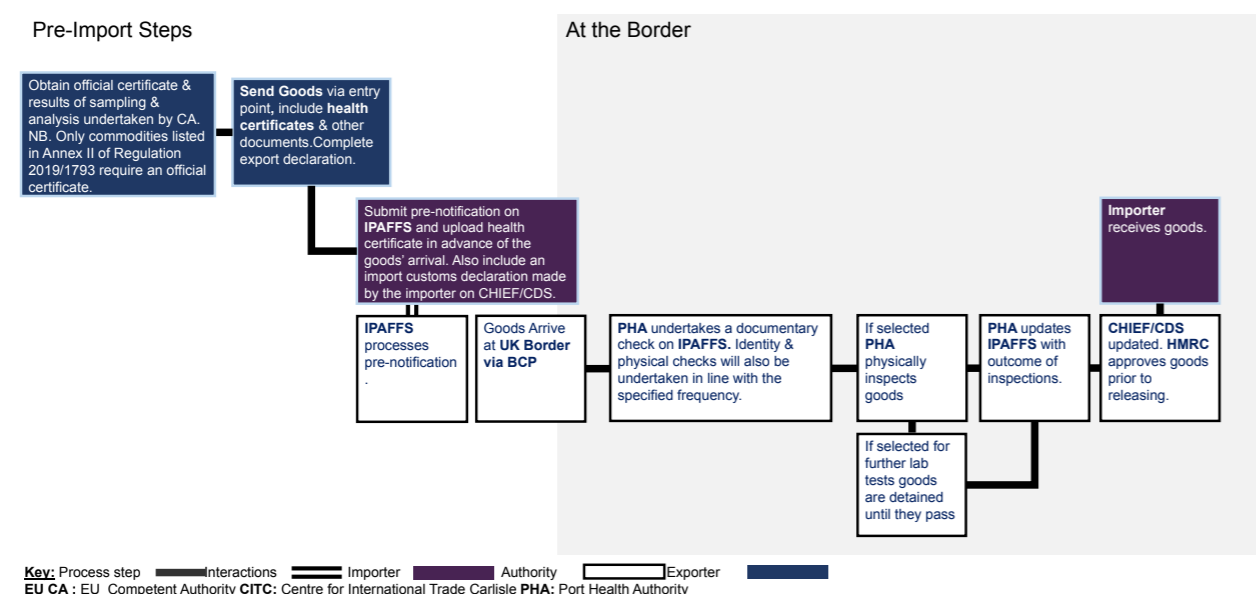 Pre-Import Steps
At the Border
Obtain official certificate &
results of sampling &
analysis undertaken by CA.
NB. Only commodities listed
in Annex II of Regulation
2019/1793 require an official
certificate.
Send Goods via entry
point, include health
certificates & other
documents.Complete
export declaration.
Submit pre-notification on
IPAFFS and upload health
certificate in advance of the
goods’ arrival. Also include an
import customs declaration made
by the importer on CHIEF/CDS.
Importer
receives goods.
IPAFFS
processes
pre-notification
.
Goods Arrive
at UK Border
via BCP
PHA undertakes a documentary
check on IPAFFS. Identity &
physical checks will also be
undertaken in line with the
specified frequency.
If selected
PHA
physically
inspects
goods
PHA updates
IPAFFS with
outcome of
inspections.
CHIEF/CDS
updated. HMRC
approves goods
prior to
releasing.
If selected for
further lab
tests goods
are detained
until they pass
Key: Process step Interactions Importer Authority Exporter
EU CA : EU Competent Authority CITC: Centre for International Trade Carlisle PHA: Port Health Authority